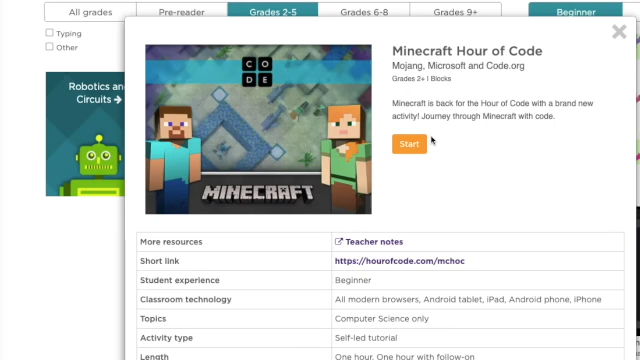 All grades
Pre-reader
Grades 2-5
Grades 6-8
Grades 9+
Beginner
Typing
Other
Robotics and
Circuits →
C O
D E
MINECRAFT
Minecraft Hour of Code
Mojang, Microsoft and Code.org
Grades 2+ | Blocks
Minecraft is back for the Hour of Code with a brand new
activity! Journey through Minecraft with code.
Start
More resources Teacher notes
Short link https://hourofcode.com/mchoc
Student experience Beginner
Classroom technology All modern browsers, Android tablet, iPad, Android phone, iPhone
Topics Computer Science only
Activity type Self-led tutorial
Length One hour, One hour with follow-on